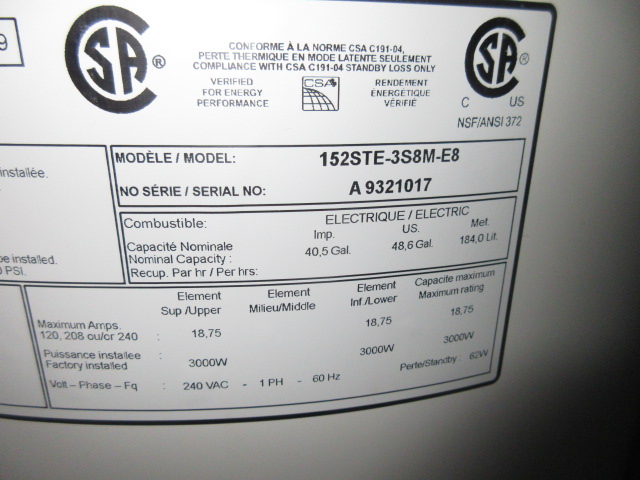 9
SA ®
CONFORME À LA NORME CSA C191-04,
PERTE THERMIQUE EN MODE LATENTE SEULEMENT
COMPLIANCE WITH CSA C191-04 STANDBY LOSS ONLY
VERIFIED
FOR ENERGY
PERFORMANCE
CSA
RENDEMENT
ÉNERGÉTIQUE
VÉRIFIÉ
SA ®
C US
NSF/ANSI 372
installée.
be installed.
PSI.
MODÈLE / MODEL: 152STE-3S8M-E8
NO SÉRIE / SERIAL NO: A 9321017
Combustible: ELECTRIQUE / ELECTRIC
Imp. US. Met.
Capacité Nominale
Nominal Capacity : 40,5 Gal. 48,6 Gal. 184,0 Lit.
Recup. Par hr / Per hrs:
Element Element Element Capacite maximum
Sup /Upper Milieu/Middle Inf /Lower Maximum rating
Maximum Amps.
120, 208 ou/or 240 : 18,75 18,75 18,75
Puissance installee
Factory installed : 3000W 3000W 3000W
Perte/Standby : 62W
Volt – Phase – Fq : 240 VAC - 1 PH - 60 Hz